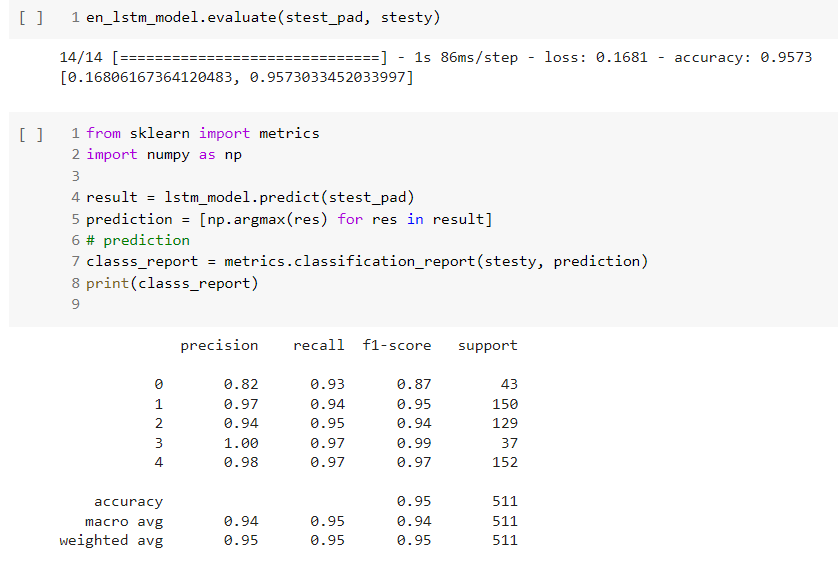 [ ] 1 en_lstm_model.evaluate(stest_pad, stesty)
14/14 [==============================] - 1s 86ms/step - loss: 0.1681 - accuracy: 0.9573
[0.16806167364120483, 0.9573033452033997]
[ ] 1 from sklearn import metrics
2 import numpy as np
3
4 result = lstm_model.predict(stest_pad)
5 prediction = [np.argmax(res) for res in result]
6 # prediction
7 classs_report = metrics.classification_report(stesty, prediction)
8 print(classs_report)
9
precision recall f1-score support
0 0.82 0.93 0.87 43
1 0.97 0.94 0.95 150
2 0.94 0.95 0.94 129
3 1.00 0.97 0.99 37
4 0.98 0.97 0.97 152
accuracy 0.95 511
macro avg 0.94 0.95 0.94 511
weighted avg 0.95 0.95 0.95 511